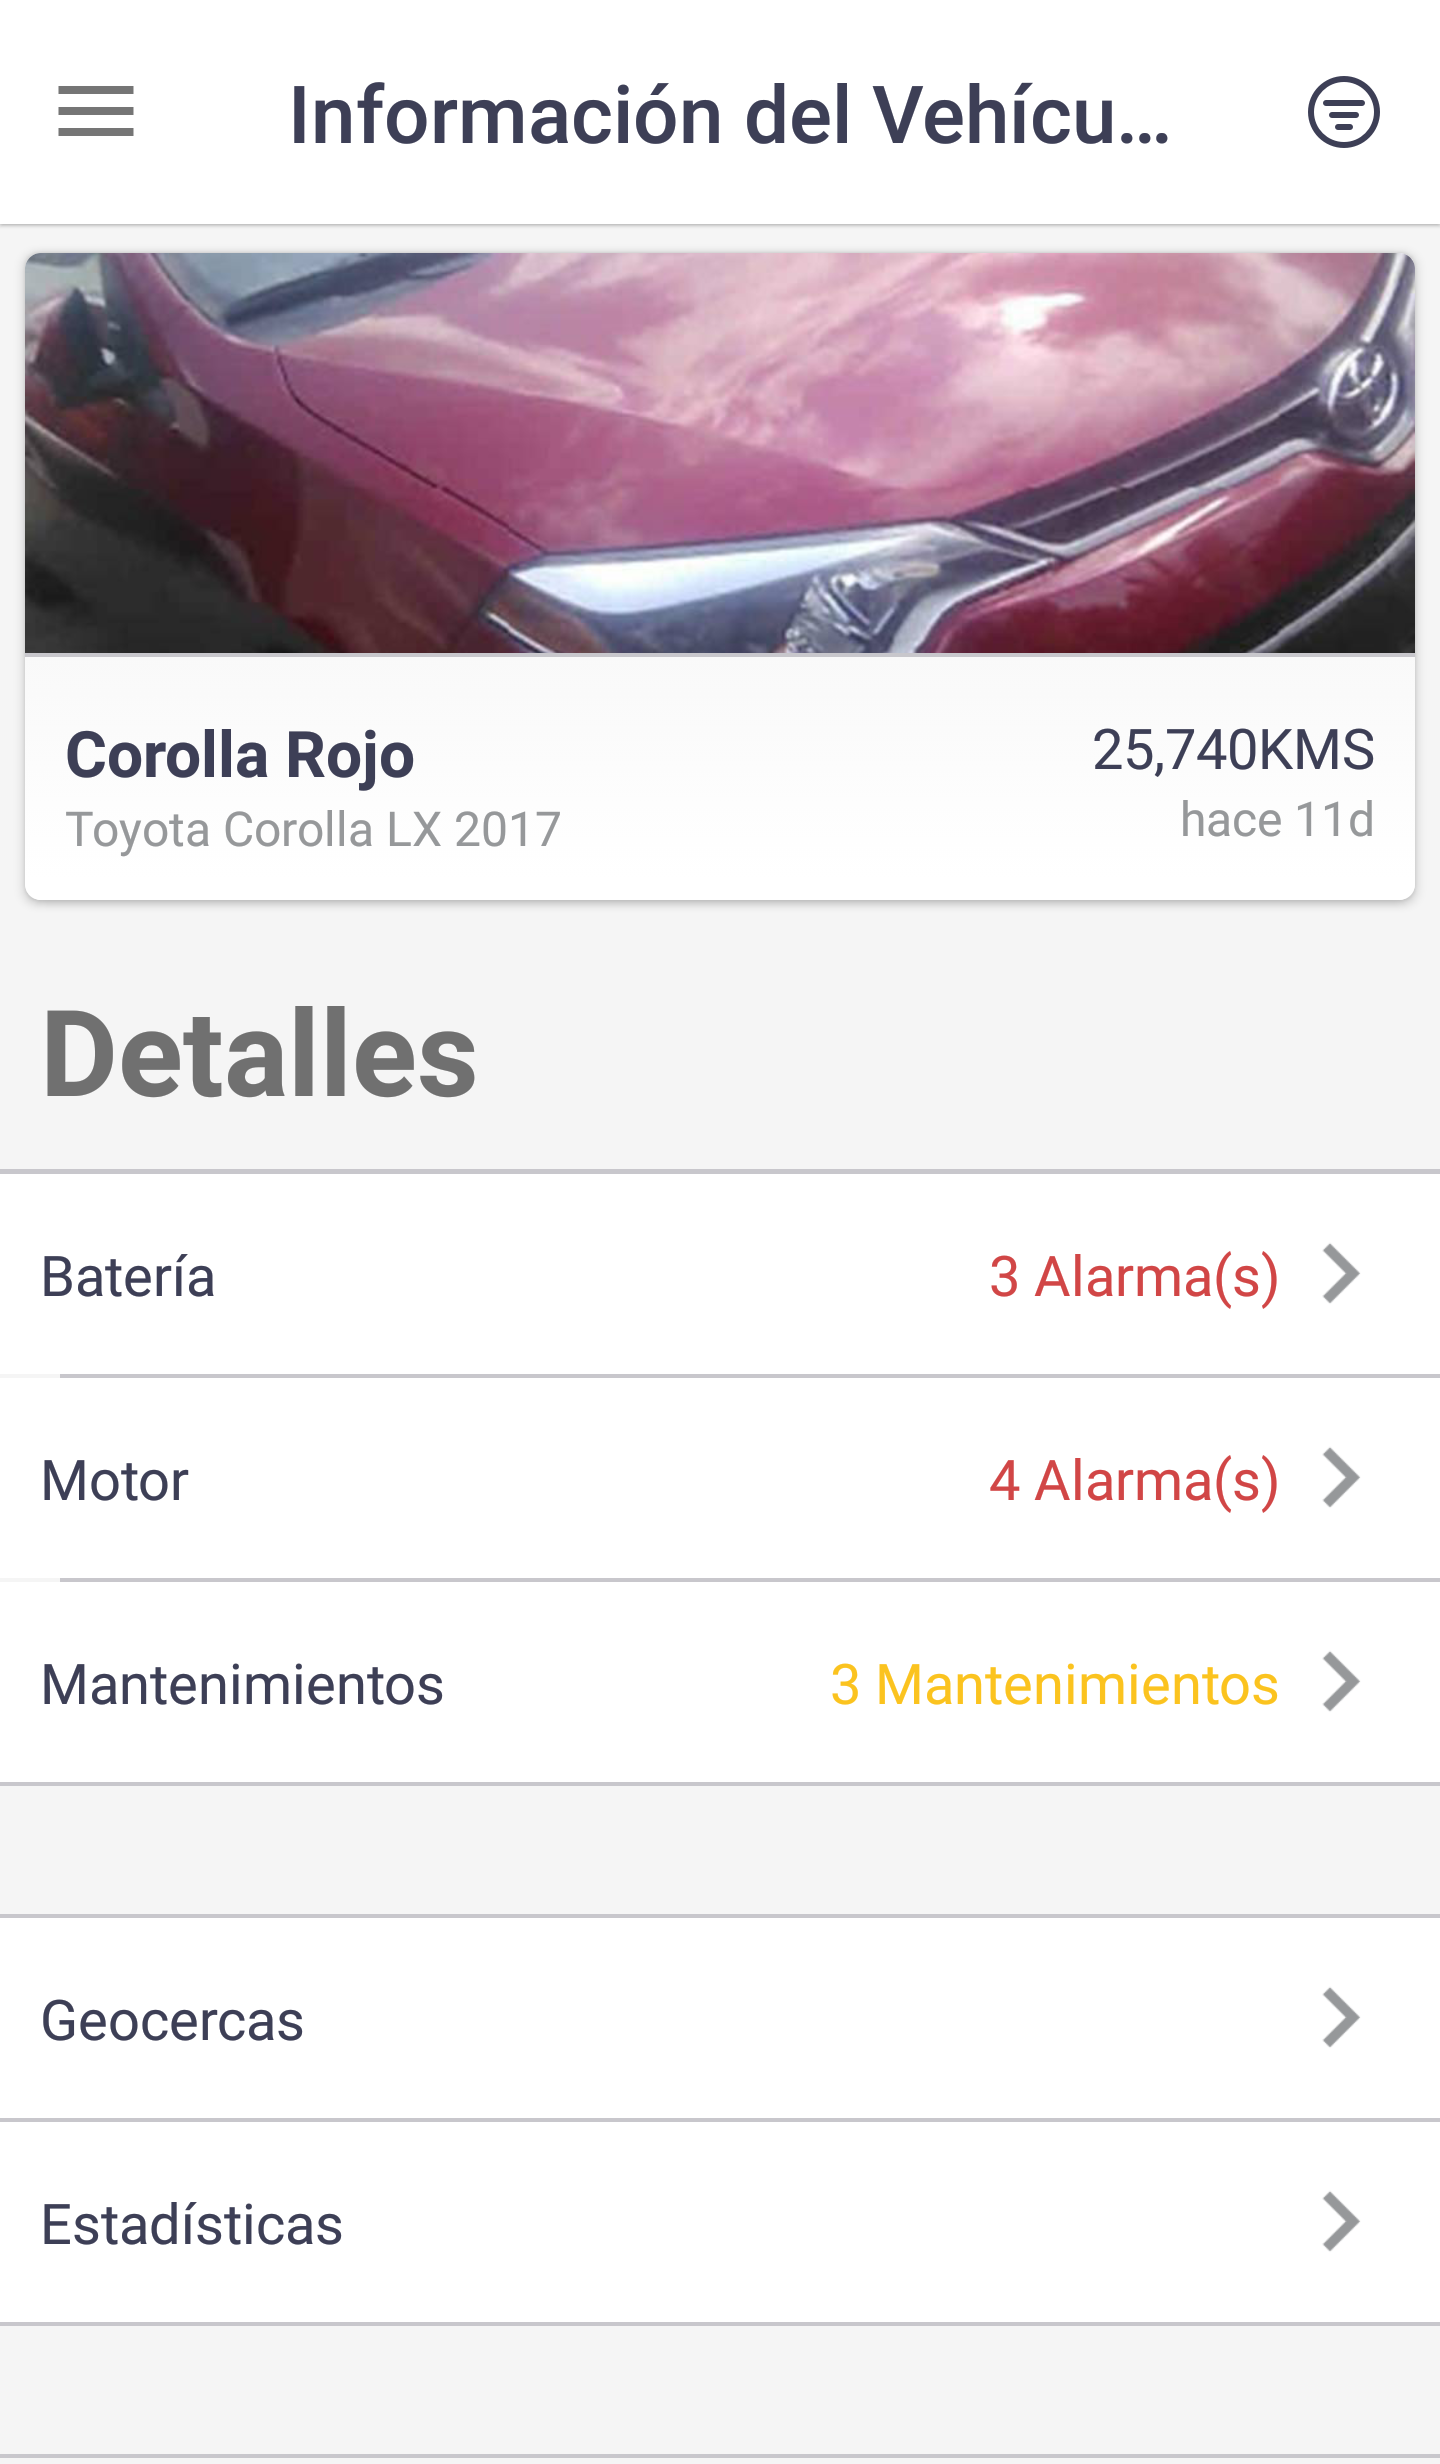 Información del Vehícu...
Corolla Rojo
25,740KMS
Toyota Corolla LX 2017
hace 11d
Detalles
Batería
3 Alarma(s)
Motor
4 Alarma(s)
Mantenimientos
3 Mantenimientos
Geocercas
Estadísticas